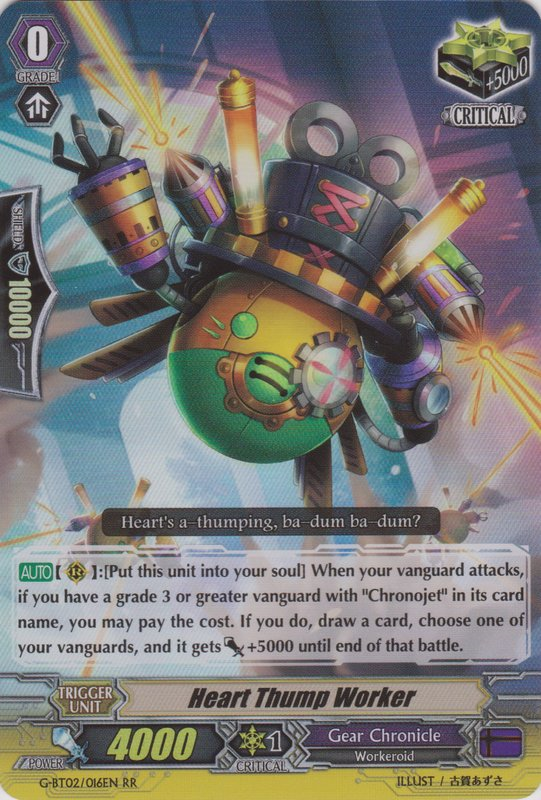 0
GRADE
+5000
CRITICAL
SHIELD
10000
Heart's a-thumping, ba-dum ba-dum?
AUTO【 R 】:[Put this unit into your soul] When your vanguard attacks,
if you have a grade 3 or greater vanguard with "Chronojet" in its card
name, you may pay the cost. If you do, draw a card, choose one of
your vanguards, and it gets +5000 until end of that battle.
TRIGGER
UNIT
Heart Thump Worker
POWER
4000
1
CRITICAL
Gear Chronicle
Workeroid
G-BT02/016EN RR
ILLUST / 古賀あずさ